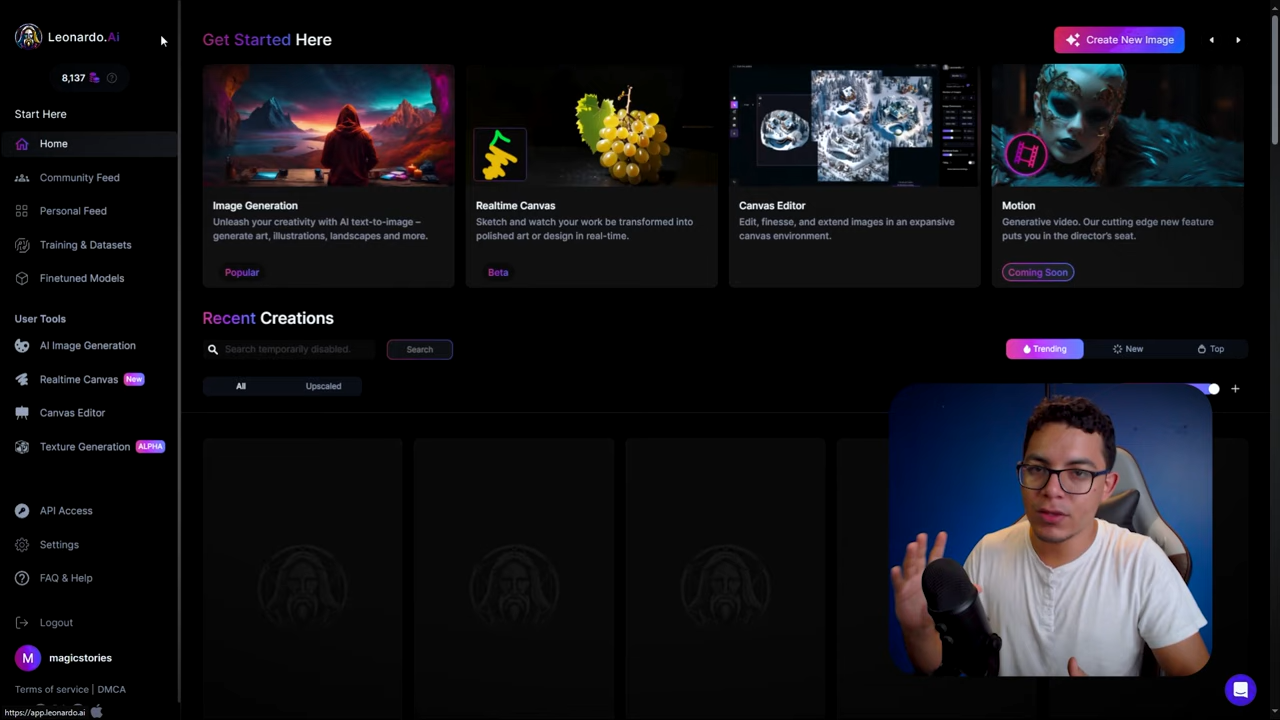 Leonardo.Ai
8,137
Start Here
Home
Community Feed
Personal Feed
Training & Datasets
Finetuned Models
User Tools
AI Image Generation
Realtime Canvas New
Canvas Editor
Texture Generation ALPHA
API Access
Settings
FAQ & Help
Logout
M magicstories
Terms of service | DMCA
https://app.leonardo.ai
Get Started Here
Create New Image
Image Generation
Unleash your creativity with AI text-to-image –
generate art, illustrations, landscapes and more.
Popular
Realtime Canvas
Sketch and watch your work be transformed into
polished art or design in real-time.
Beta
Canvas Editor
Edit, finesse, and extend images in an expansive
canvas environment.
Motion
Generative video. Our cutting edge new feature
puts you in the director's seat.
Coming Soon
Recent Creations
Search temporarily disabled.
Search
Trending
New
Top
All
Upscaled